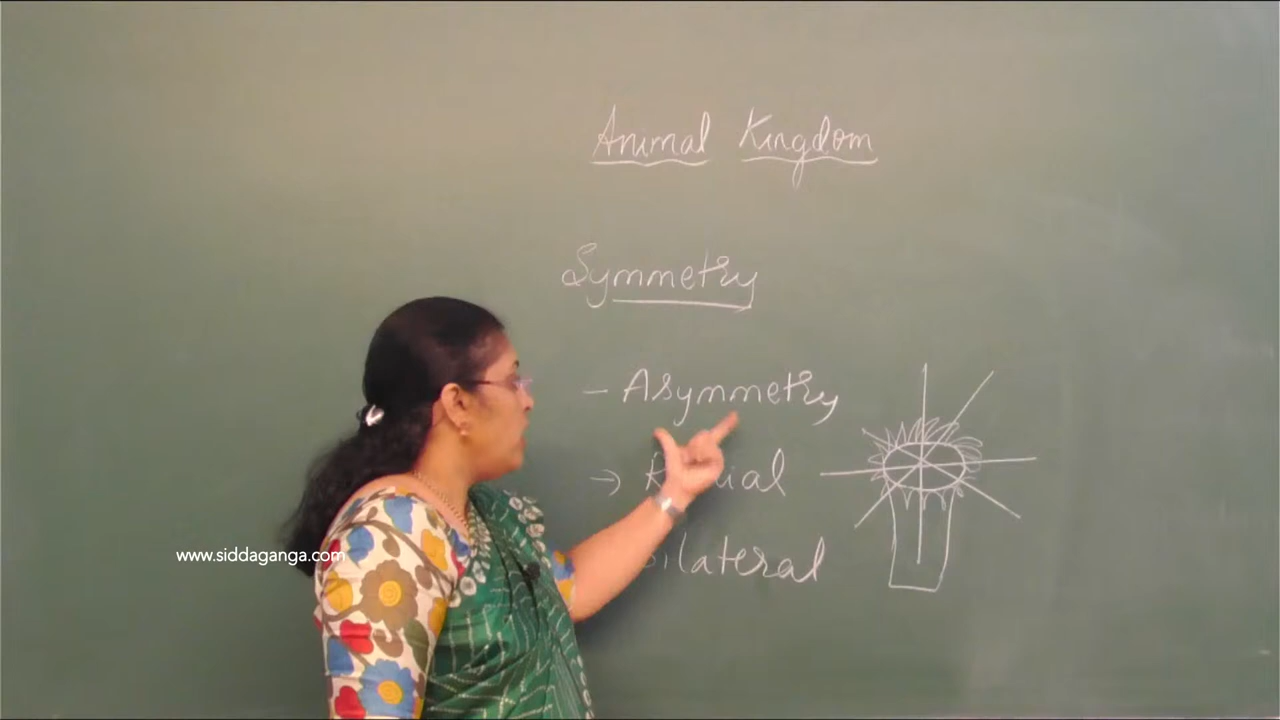 Animal Kingdom
Symmetry
- Asymmetry
→ Radial
Bilateral
www.siddaganga.com